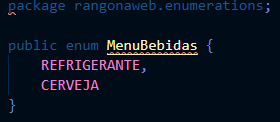 package rangonaweb.enumerations;
public enum MenuBebidas {
REFRIGERANTE,
CERVEJA
}